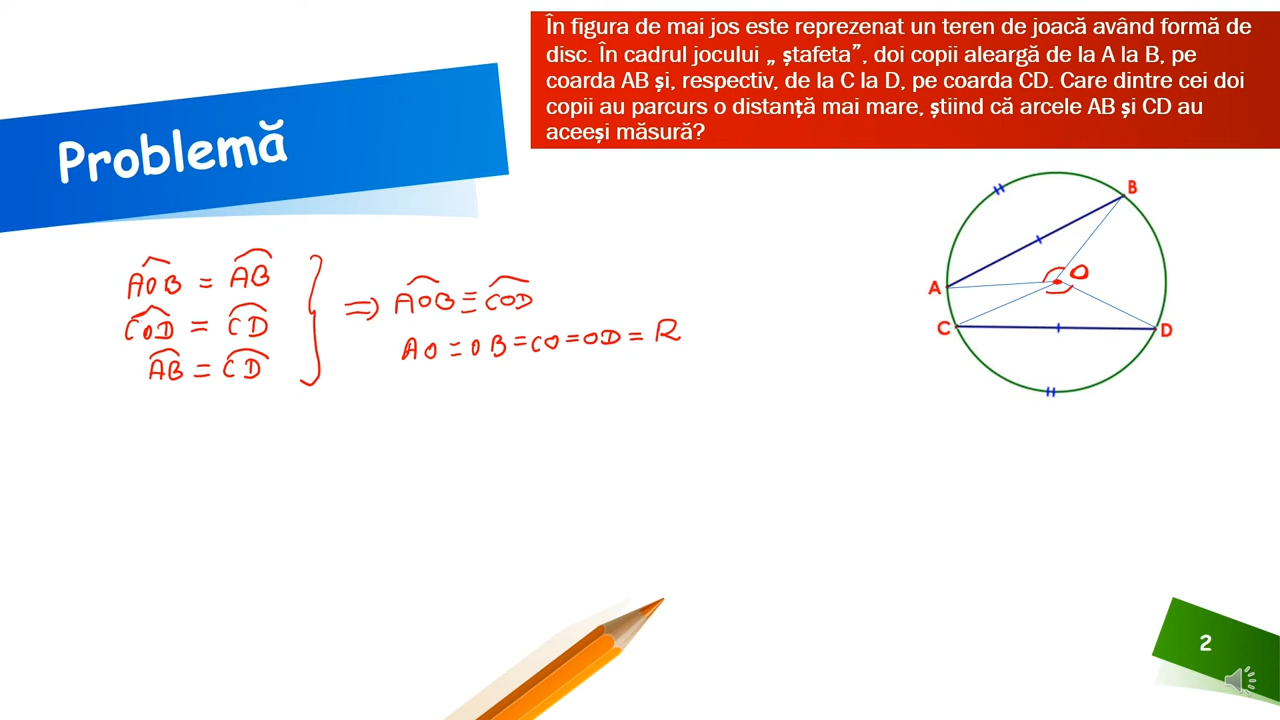 În figura de mai jos este reprezenat un teren de joacă având formă de
disc. În cadrul jocului „ ștafeta”, doi copii aleargă de la A la B, pe
coarda AB și, respectiv, de la C la D, pe coarda CD. Care dintre cei doi
copii au parcurs o distanță mai mare, știind că arcele AB și CD au
aceeși măsură?
Problemă
B
O
A
C
D
AOB = AB
COD = CD
AB = CD
⇒ AOB ≡ COD
AO = OB = CO = OD = R
2